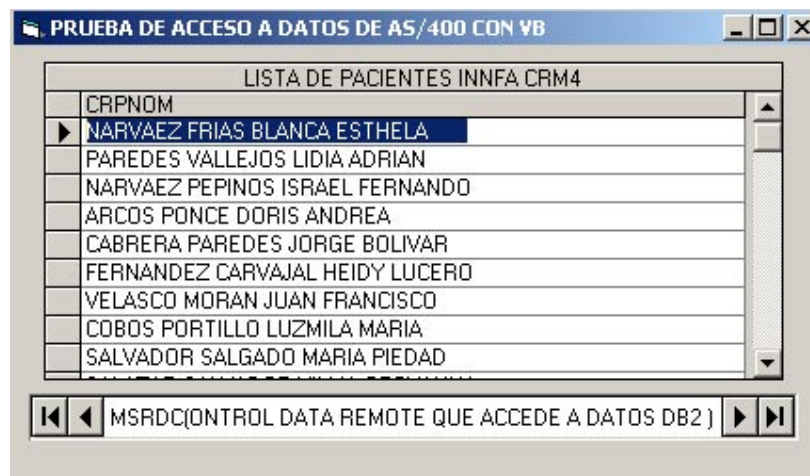 PRUEBA DE ACCESO A DATOS DE AS/400 CON VB
LISTA DE PACIENTES INNFA CRM4
CRPNOM
NARVAEZ FRIAS BLANCA ESTHELA
PAREDES VALLEJOS LIDIA ADRIAN
NARVAEZ PEPINOS ISRAEL FERNANDO
ARCOS PONCE DORIS ANDREA
CABRERA PAREDES JORGE BOLIVAR
FERNANDEZ CARVAJAL HEIDY LUCERO
VELASCO MORAN JUAN FRANCISCO
COBOS PORTILLO LUZMILA MARIA
SALVADOR SALGADO MARIA PIEDAD
MSRDC(ONTROL DATA REMOTE QUE ACCEDE A DATOS DB2 )